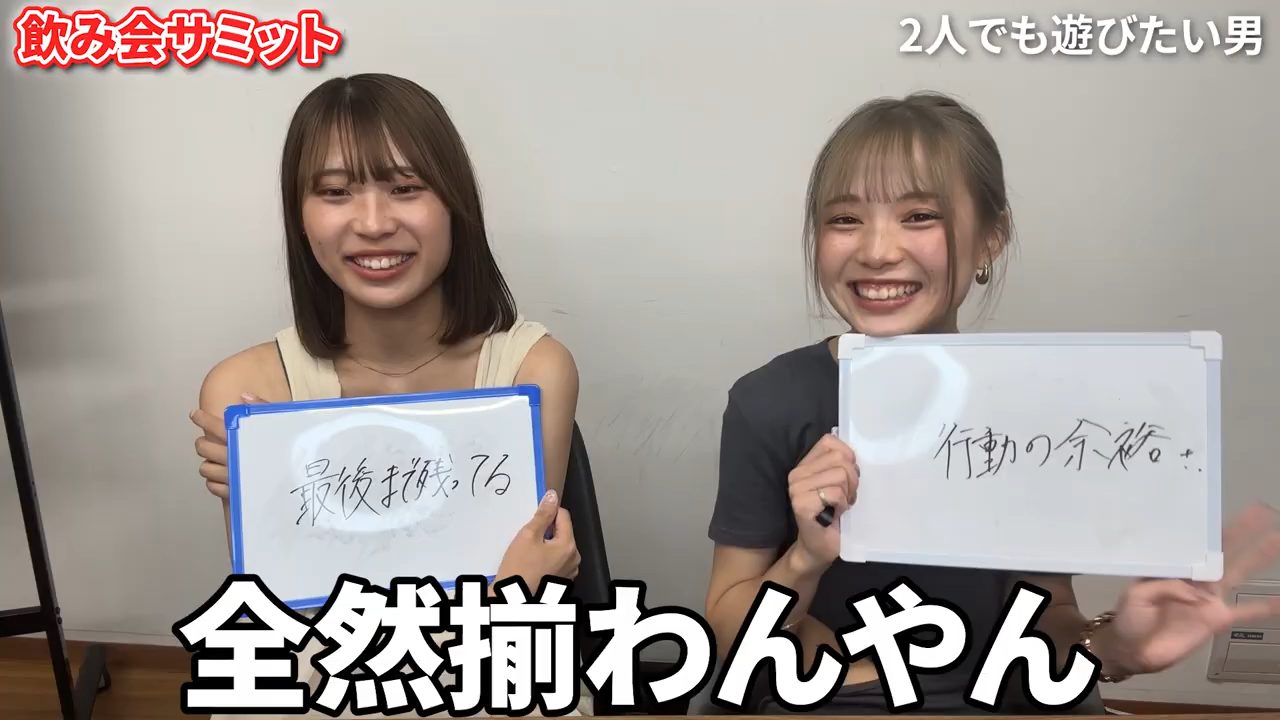 飲み会サミット
2人でも遊びたい男
最後まで残ってる
行動の余裕さ
全然揃わんやん